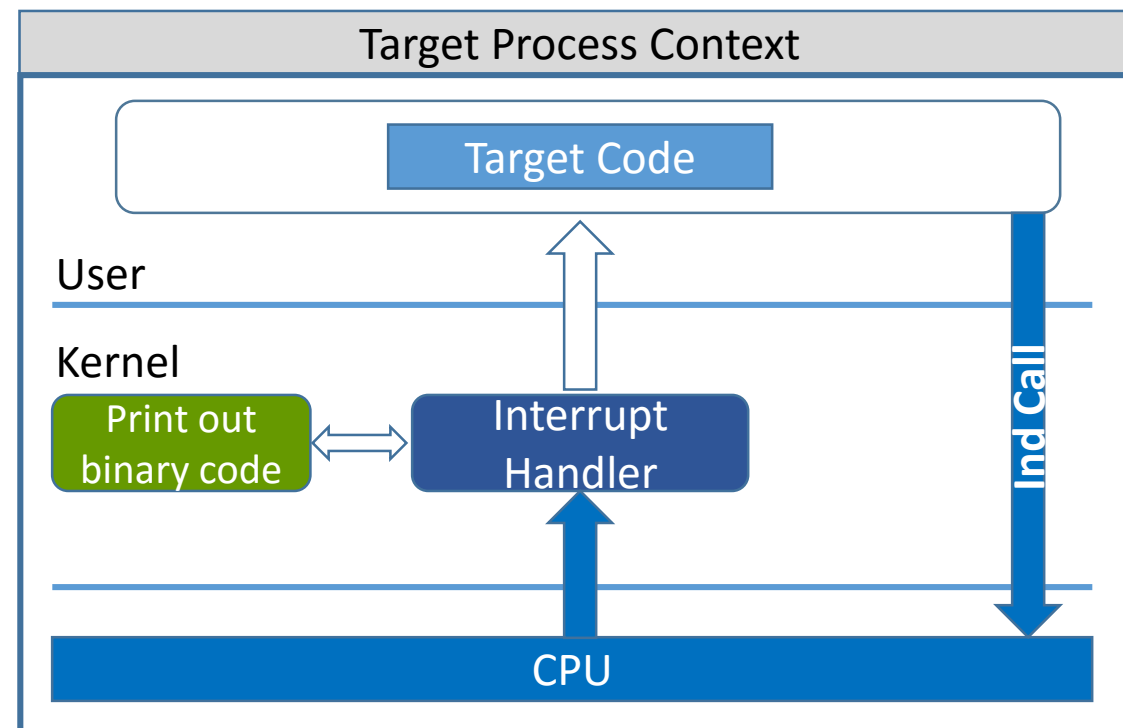 Target Process Context
Target Code
User
Kernel
Print out
binary code
Interrupt
Handler
Ind Call
CPU